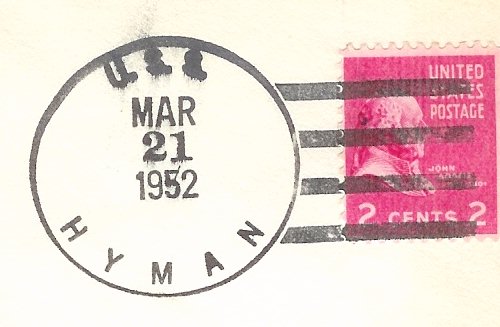 U.S.S.
MAR
21
1952
HYMAN
UNITED
STATES
POSTAGE
JOHN
2 CENTS 2